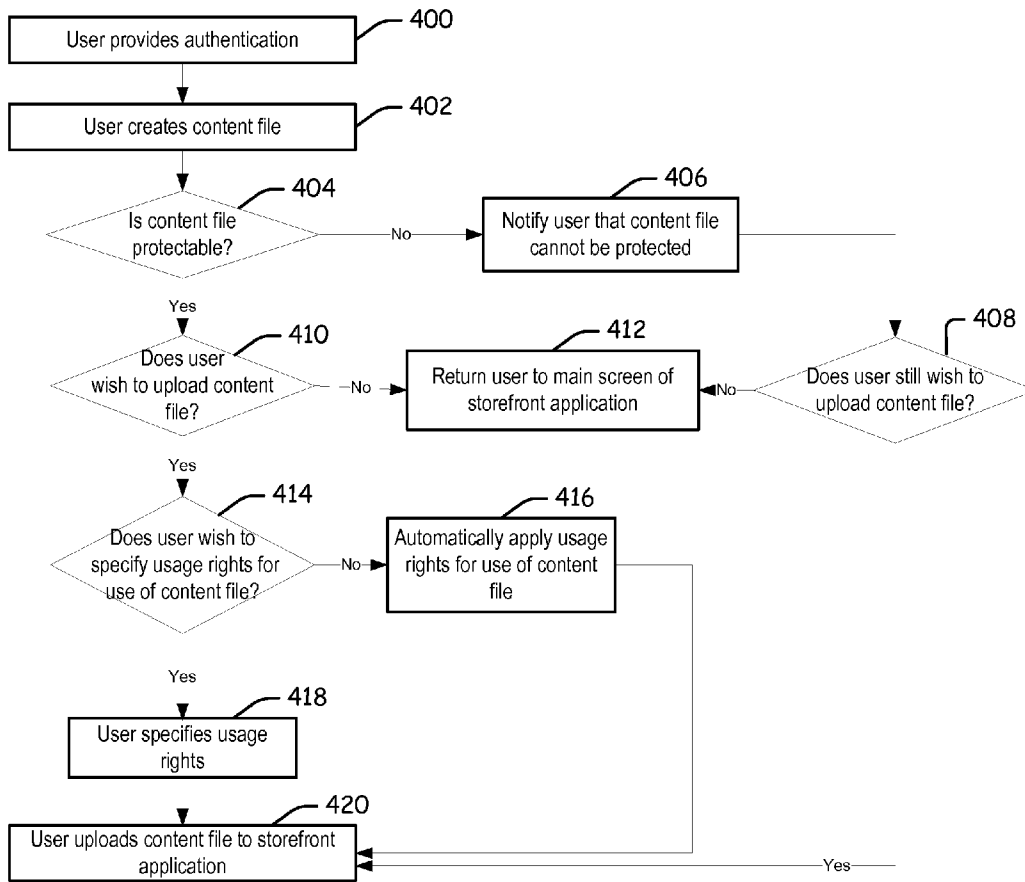 400
User provides authentication
402
User creates content file
404
Is content file
protectable?
No
406
Notify user that content file
cannot be protected
Yes
410
Does user
wish to upload content
file?
No
412
Return user to main screen of
storefront application
No
408
Does user still wish to
upload content file?
Yes
414
Does user wish to
specify usage rights for
use of content file?
No
416
Automatically apply usage
rights for use of content
file
Yes
418
User specifies usage
rights
420
User uploads content file to storefront
application
Yes